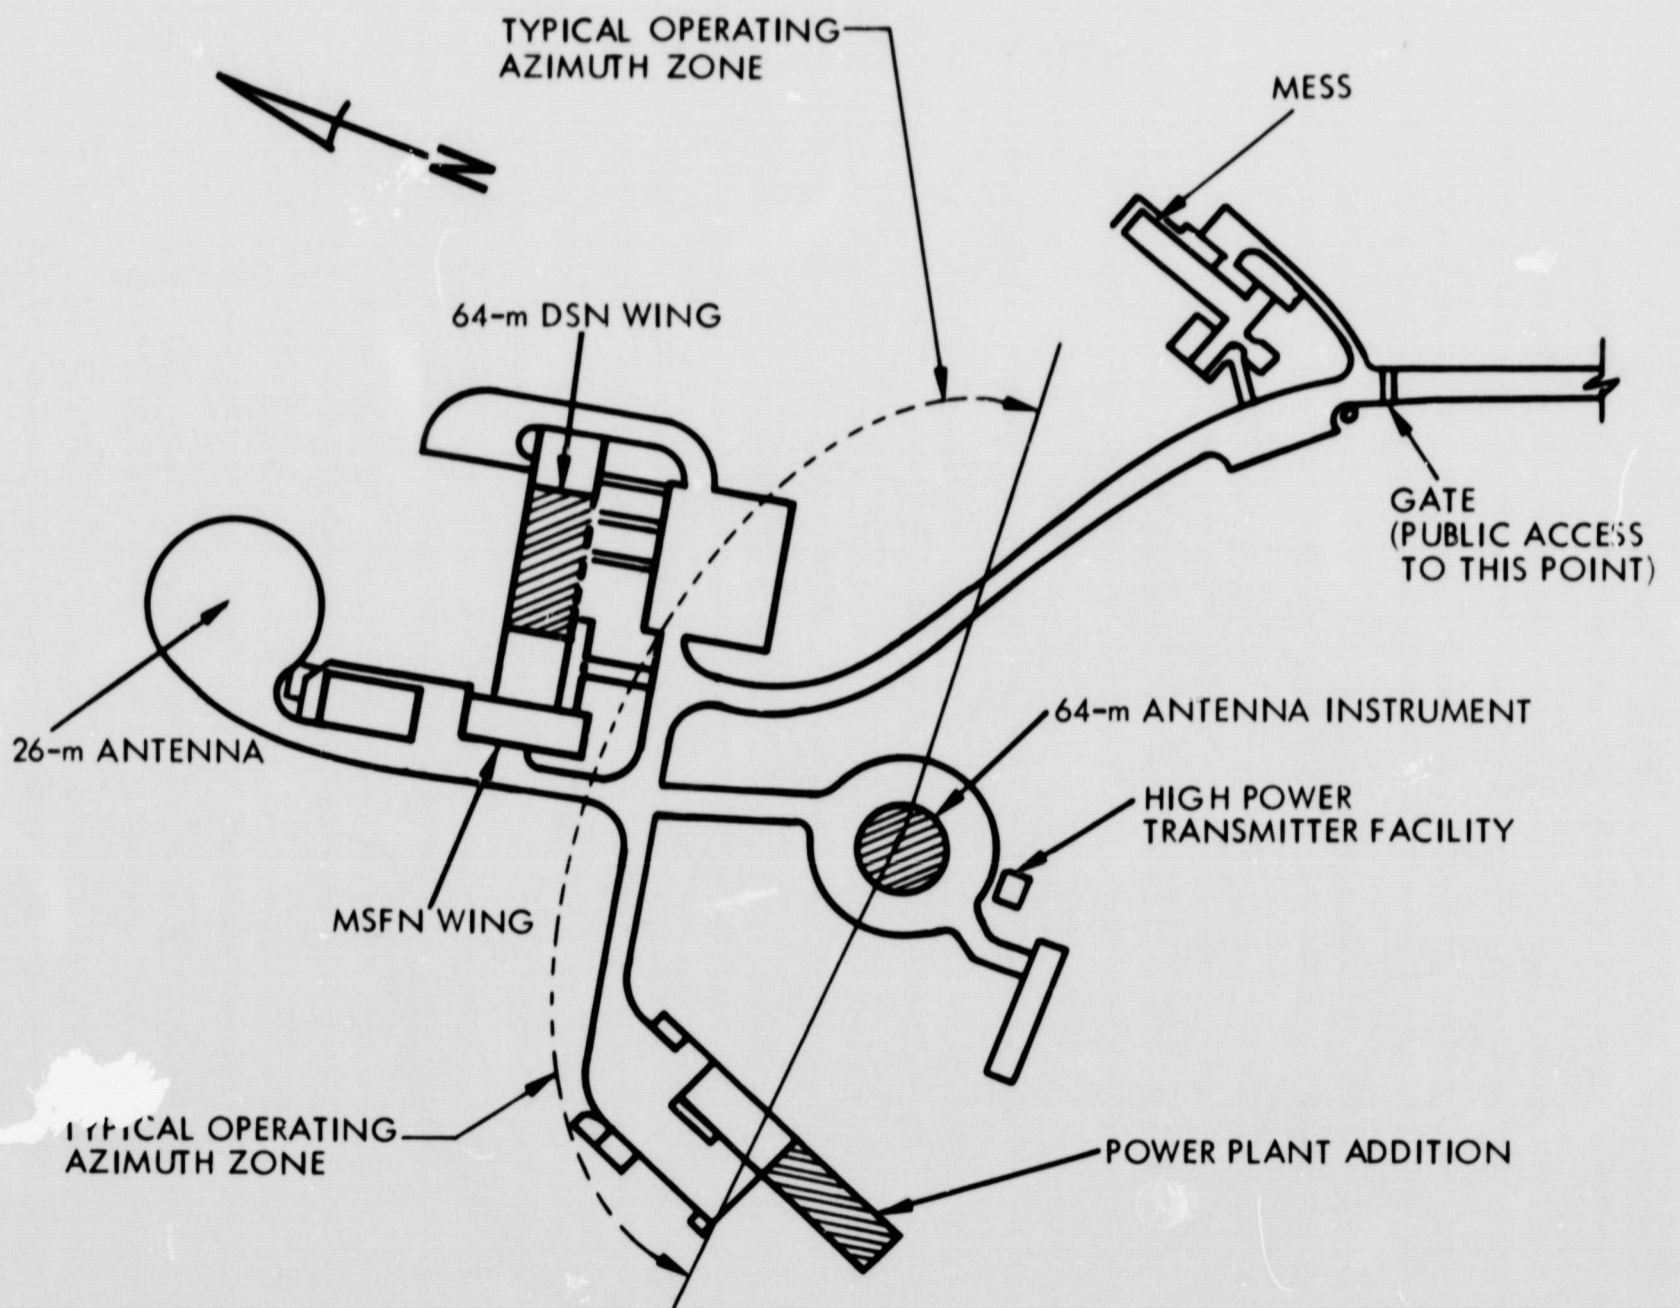 TYPICAL OPERATING
AZIMUTH ZONE
MESS
N
64-m DSN WING
GATE
(PUBLIC ACCESS
TO THIS POINT)
64-m ANTENNA INSTRUMENT
26-m ANTENNA
HIGH POWER
TRANSMITTER FACILITY
MSFN WING
TYPICAL OPERATING
AZIMUTH ZONE
POWER PLANT ADDITION